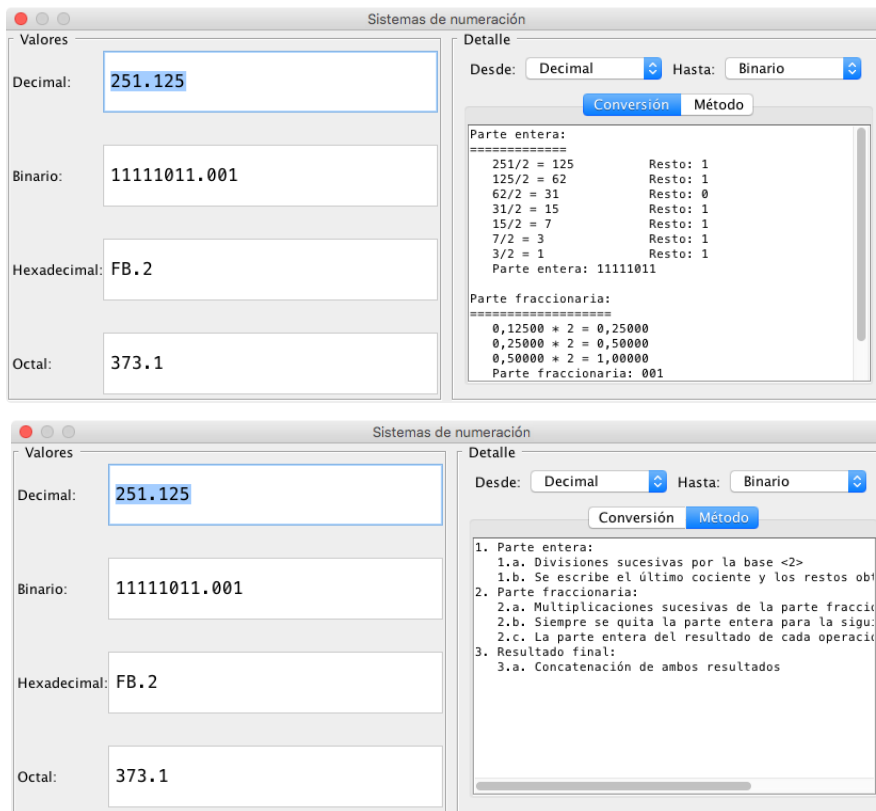 Sistemas de numeración
Valores
Decimal: 251.125
Binario: 11111011.001
Hexadecimal: FB.2
Octal: 373.1
Detalle
Desde: Decimal Hasta: Binario
Conversión Método
Parte entera:
=============
251/2 = 125 Resto: 1
125/2 = 62 Resto: 1
62/2 = 31 Resto: 0
31/2 = 15 Resto: 1
15/2 = 7 Resto: 1
7/2 = 3 Resto: 1
3/2 = 1 Resto: 1
Parte entera: 11111011
Parte fraccionaria:
===================
0,12500 * 2 = 0,25000
0,25000 * 2 = 0,50000
0,50000 * 2 = 1,00000
Parte fraccionaria: 001
Sistemas de numeración
Valores
Decimal: 251.125
Binario: 11111011.001
Hexadecimal: FB.2
Octal: 373.1
Detalle
Desde: Decimal Hasta: Binario
Conversión Método
1. Parte entera:
1.a. Divisiones sucesivas por la base <2>
1.b. Se escribe el último cociente y los restos
2. Parte fraccionaria:
2.a. Multiplicaciones sucesivas de la parte
2.b. Siempre se quita la parte entera para la
2.c. La parte entera del resultado de cada
3. Resultado final:
3.a. Concatenación de ambos resultados